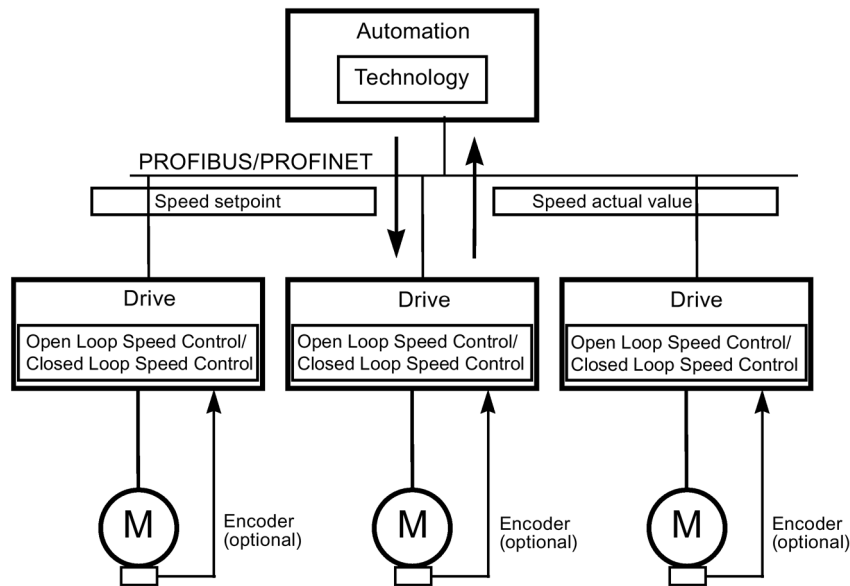 Automation
Technology
PROFIBUS/PROFINET
Speed setpoint
Speed actual value
Drive
Open Loop Speed Control/
Closed Loop Speed Control
Drive
Open Loop Speed Control/
Closed Loop Speed Control
Drive
Open Loop Speed Control/
Closed Loop Speed Control
M
Encoder
(optional)
M
Encoder
(optional)
M
Encoder
(optional)